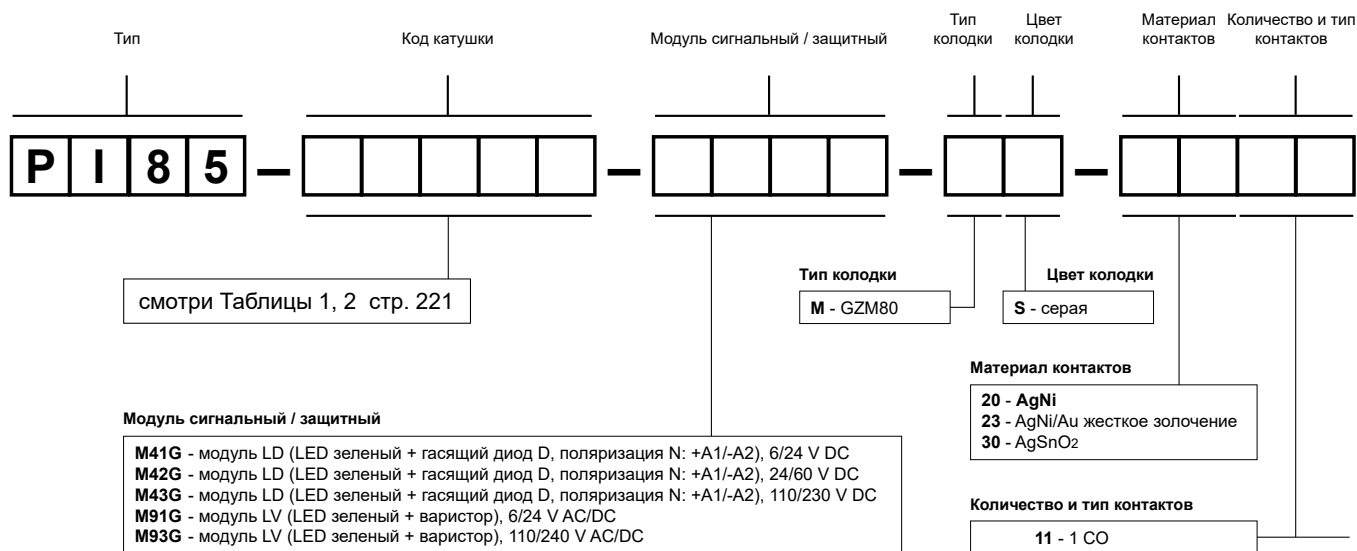 Тип
Код катушки
Модуль сигнальный / защитный
Тип колодки
Цвет колодки
Материал контактов
Количество и тип контактов
P I 8 5 – – – –
смотри Таблицы 1, 2 стр. 221
Тип колодки
M - GZM80
Цвет колодки
S - серая
Материал контактов
20 - AgNi
23 - AgNi/Au жесткое золочение
30 - AgSnO2
Модуль сигнальный / защитный
M41G - модуль LD (LED зеленый + гасящий диод D, поляризация N: +A1/-A2), 6/24 V DC
M42G - модуль LD (LED зеленый + гасящий диод D, поляризация N: +A1/-A2), 24/60 V DC
M43G - модуль LD (LED зеленый + гасящий диод D, поляризация N: +A1/-A2), 110/230 V DC
M91G - модуль LV (LED зеленый + варистор), 6/24 V AC/DC
M93G - модуль LV (LED зеленый + варистор), 110/240 V AC/DC
Количество и тип контактов
11 - 1 CO